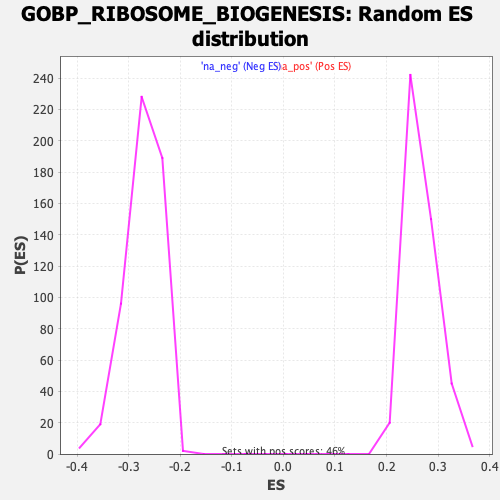 GOBP_RIBOSOME_BIOGENESIS: Random ES
distribution
'na_neg' (Neg ES)a_pos' (Pos ES)
240
220
200
180
160
140
120
100
80
60
40
20
0
P(ES)
Sets with pos scores: 46%
-0.4 -0.3 -0.2 -0.1 0.0 0.1 0.2 0.3 0.4
ES